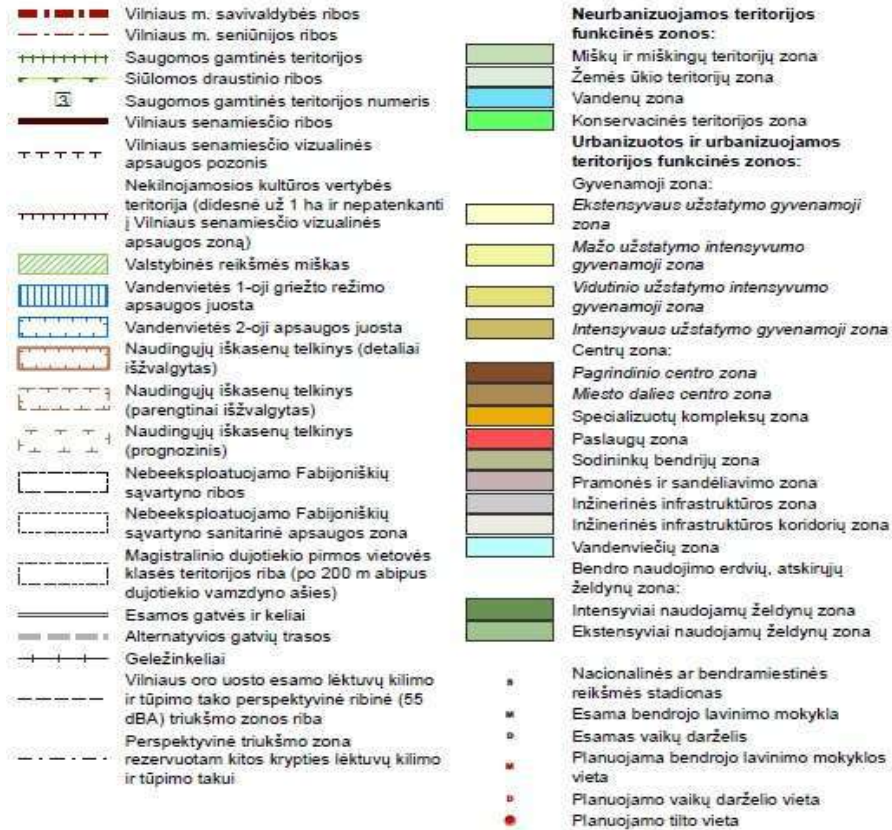 Vilniaus m. savivaldybės ribos
Vilniaus m. seniūnijos ribos
Saugomos gamtinės teritorijos
Siūlomos draustinio ribos
3
Saugomos gamtinės teritorijos numeris
Vilniaus senamiesčio ribos
Vilniaus senamiesčio vizualinės
apsaugos pozonis
Nekilnojamosios kultūros vertybės
teritorija (didesnė už 1 ha ir nepatenkanti
į Vilniaus senamiesčio vizualinės
apsaugos zoną)
Valstybinės reikšmės miškas
Vandenvietės 1-oji griežto režimo
apsaugos juosta
Vandenvietės 2-oji apsaugos juosta
Naudingųjų iškasenų telkinys (detaliai
išžvalgytas)
Naudingųjų iškasenų telkinys
(parengtinai išžvalgytas)
Naudingųjų iškasenų telkinys
(prognozinis)
Nebeeksploatuojamo Fabijoniškių
sąvartyno ribos
Nebeeksploatuojamo Fabijoniškių
sąvartyno sanitarinė apsaugos zona
Magistralinio dujotiekio pirmos vietovės
klasės teritorijos riba (po 200 m abipus
dujotiekio vamzdyno ašies)
Esamos gatvės ir keliai
Alternatyvios gatvių trasos
Geležinkeliai
Vilniaus oro uosto esamo lėktuvų kilimo
ir tūpimo tako perspektyvinė ribinė (55
dBA) triukšmo zonos riba
Perspektyvinė triukšmo zona
rezervuotam kitos krypties lėktuvų kilimo
ir tūpimo takui
Neurbanizuojamos teritorijos
funkcinės zonos:
Miškų ir miškingų teritorijų zona
Žemės ūkio teritorijų zona
Vandenų zona
Konservacinės teritorijos zona
Urbanizuotos ir urbanizuojamos
teritorijos funkcinės zonos:
Gyvenamoji zona:
Ekstensyvaus užstatymo gyvenamoji
zona
Mažo užstatymo intensyvumo
gyvenamoji zona
Vidutinio užstatymo intensyvumo
gyvenamoji zona
Intensyvaus užstatymo gyvenamoji zona
Centrų zona:
Pagrindinio centro zona
Miesto dalies centro zona
Specializuotų kompleksų zona
Paslaugų zona
Sodininkų bendrijų zona
Pramonės ir sandėliavimo zona
Inžinerinės infrastruktūros zona
Inžinerinės infrastruktūros koridorių zona
Vandenviečių zona
Bendro naudojimo erdvių, atskirųjų
želdynų zona:
Intensyviai naudojamų želdynų zona
Ekstensyviai naudojamų želdynų zona
S
Nacionalinės ar bendramiestinės
reikšmės stadionas
M
Esama bendrojo lavinimo mokykla
D
Esamas vaikų darželis
M
Planuojama bendrojo lavinimo mokyklos
vieta
D
Planuojamo vaikų darželio vieta
Planuojamo tilto vieta